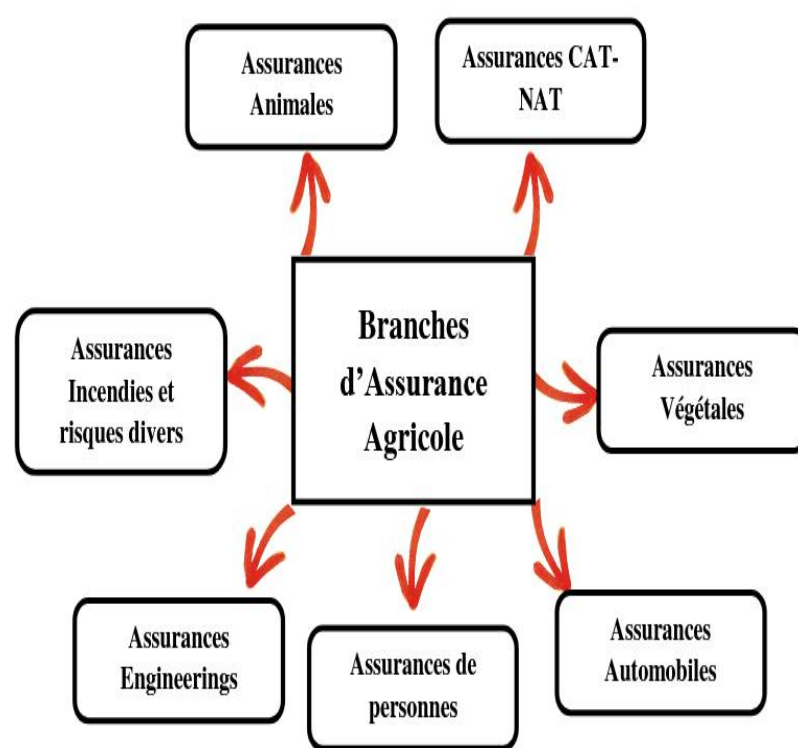 Assurances
Animales
Assurances CAT-
NAT
Branches
d’Assurance
Agricole
Assurances
Incendies et
risques divers
Assurances
Végétales
Assurances
Engineerings
Assurances de
personnes
Assurances
Automobiles